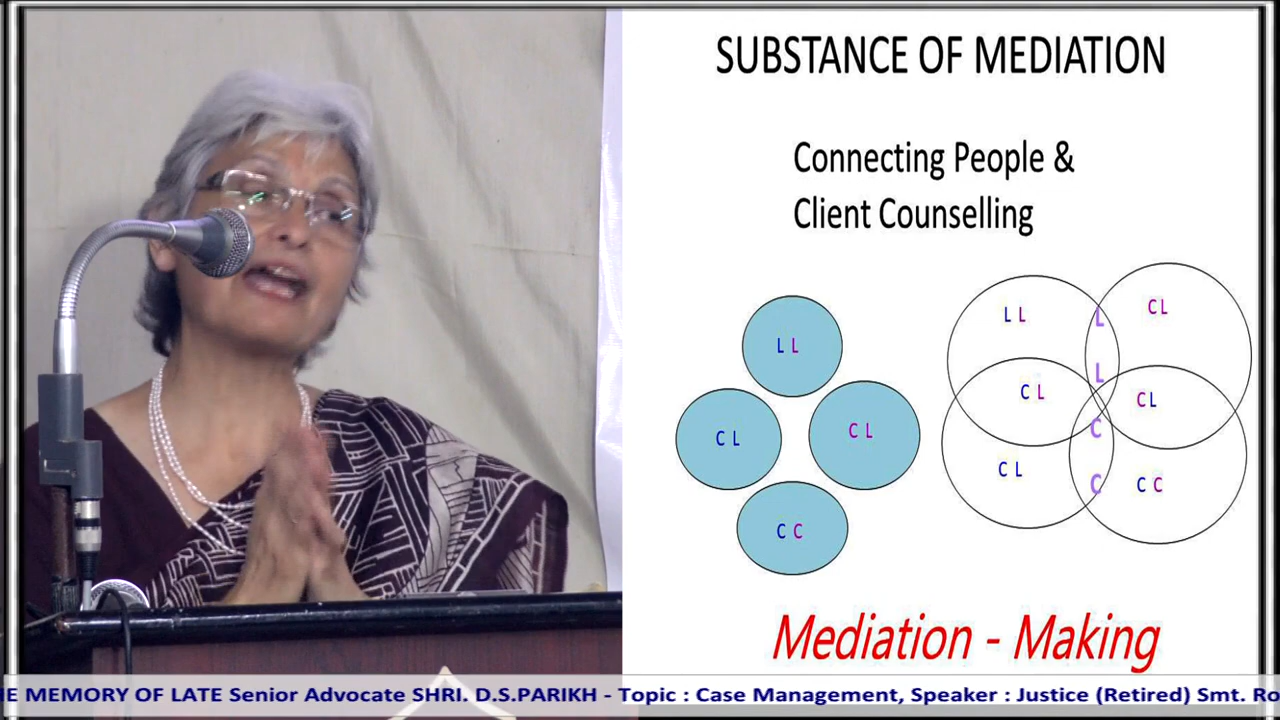 SUBSTANCE OF MEDIATION
Connecting People &
Client Counselling
L L
C L
C L
C C
L L
C L
L
L
C L
C L
C
C L
C
C C
Mediation - Making
HE MEMORY OF LATE Senior Advocate SHRI. D.S.PARIKH - Topic : Case Management, Speaker : Justice (Retired) Smt. Ro